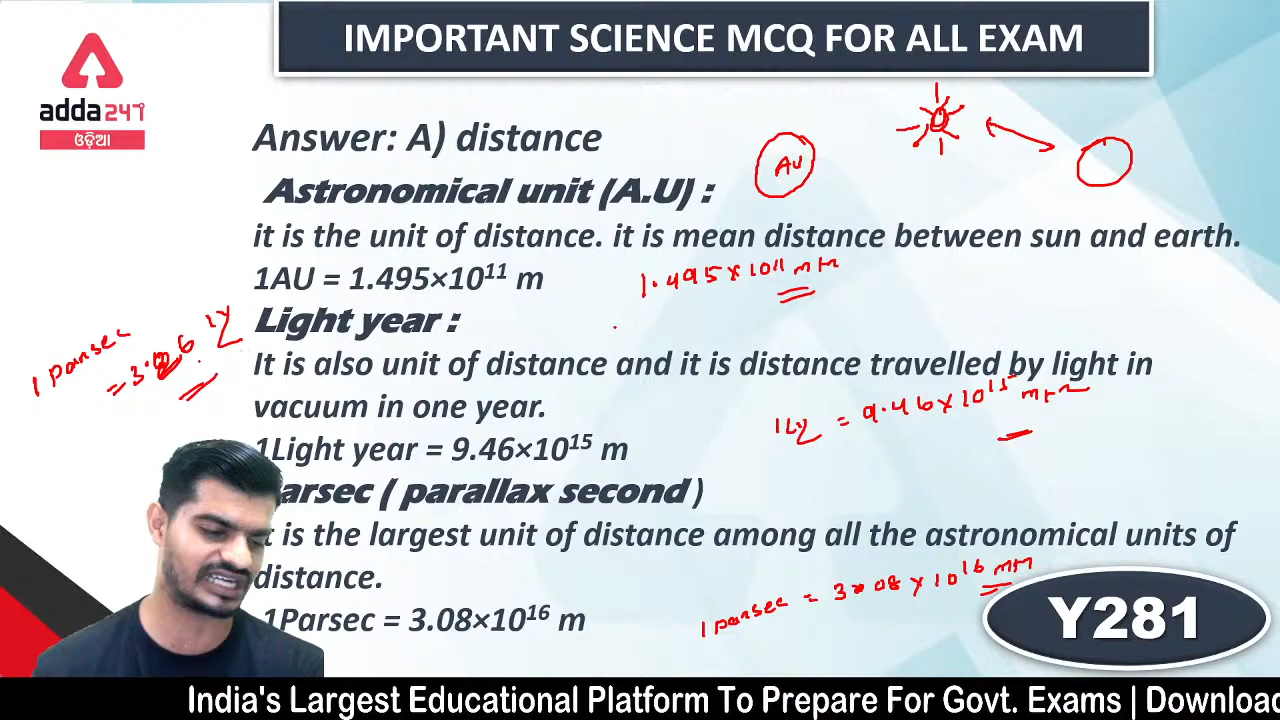 IMPORTANT SCIENCE MCQ FOR ALL EXAM
adda247
ଓଡ଼ିଆ
Answer: A) distance
AU
Astronomical unit (A.U) :
it is the unit of distance. it is mean distance between sun and earth.
1AU = 1.495×10¹¹ m
1.495×10¹¹ mtr
Light year :
1 parsec
= 3.26 ly
It is also unit of distance and it is distance travelled by light in
vacuum in one year.
1Ly = 9.46×10¹⁵ mtr
1Light year = 9.46×10¹⁵ m
arsec ( parallax second )
t is the largest unit of distance among all the astronomical units of
distance.
1Parsec = 3.08×10¹⁶ m
1 parsec = 3.08×10¹⁶ mtr
Y281
India's Largest Educational Platform To Prepare For Govt. Exams | Download